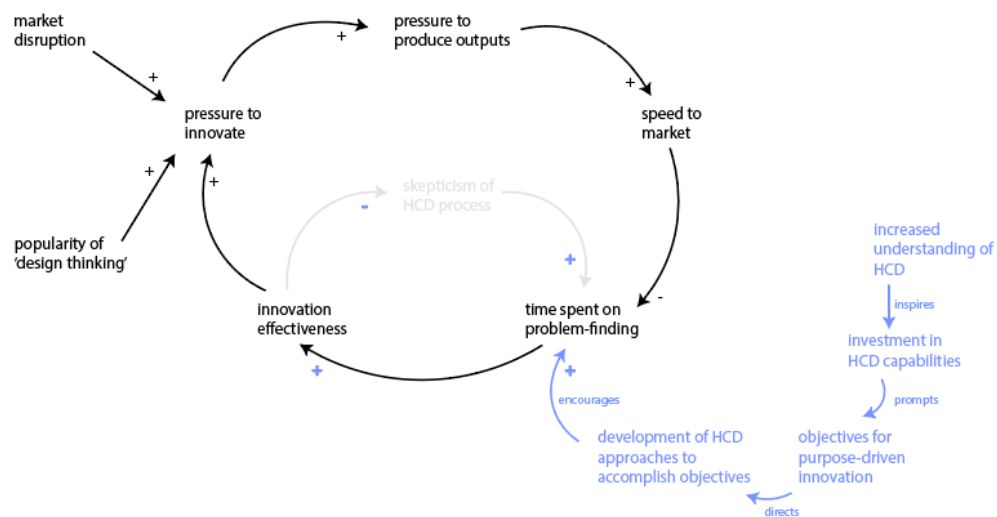 market
disruption
+
pressure to
produce outputs
+
+
speed to
market
pressure to
innovate
+
+
skepticism of
HCD process
-
+
popularity of
‘design thinking’
increased
understanding of
HCD
inspires
innovation
effectiveness
time spent on
problem-finding
-
investment in
HCD capabilities
+
+
encourages
prompts
development of HCD
approaches to
accomplish objectives
objectives for
purpose-driven
innovation
directs